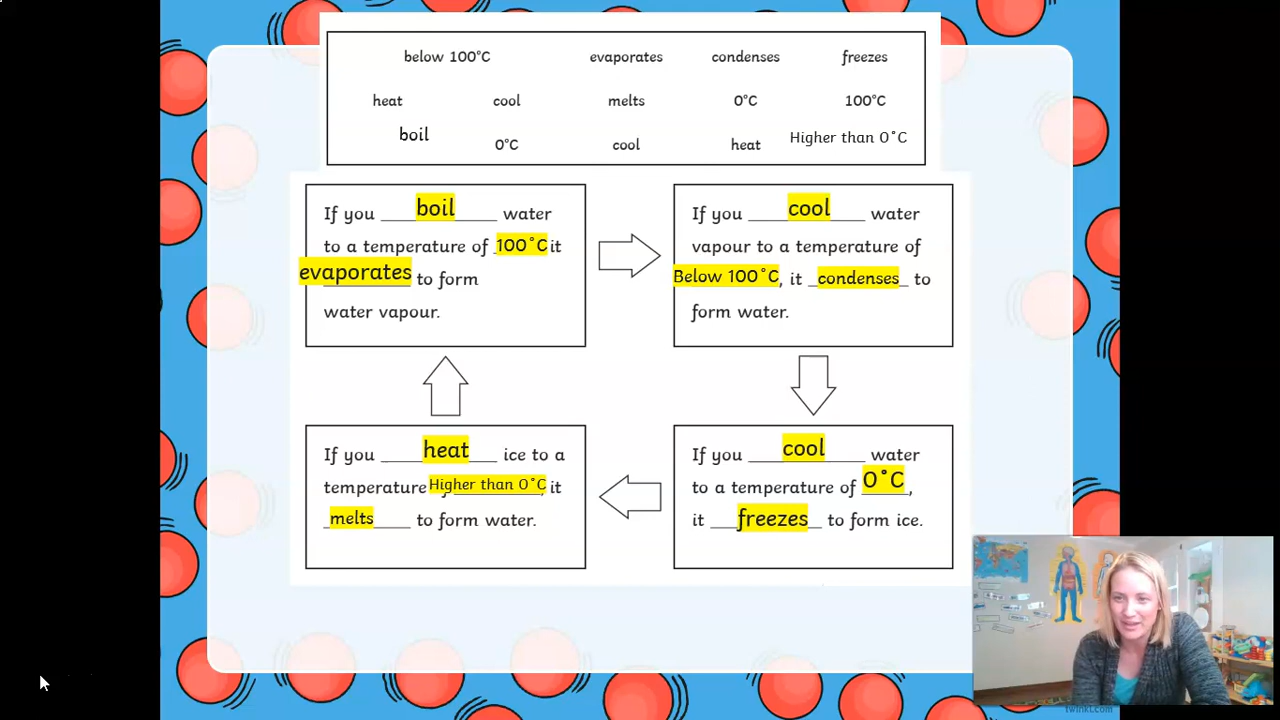 below 100°C evaporates condenses freezes
heat cool melts 0°C 100°C
boil 0°C cool heat Higher than 0°C
If you boil water
to a temperature of 100°C it
evaporates to form
water vapour.
If you cool water
vapour to a temperature of
Below 100°C, it condenses to
form water.
If you heat ice to a
temperature Higher than 0°C, it
melts to form water.
If you cool water
to a temperature of 0°C,
it freezes to form ice.
twinkl.com